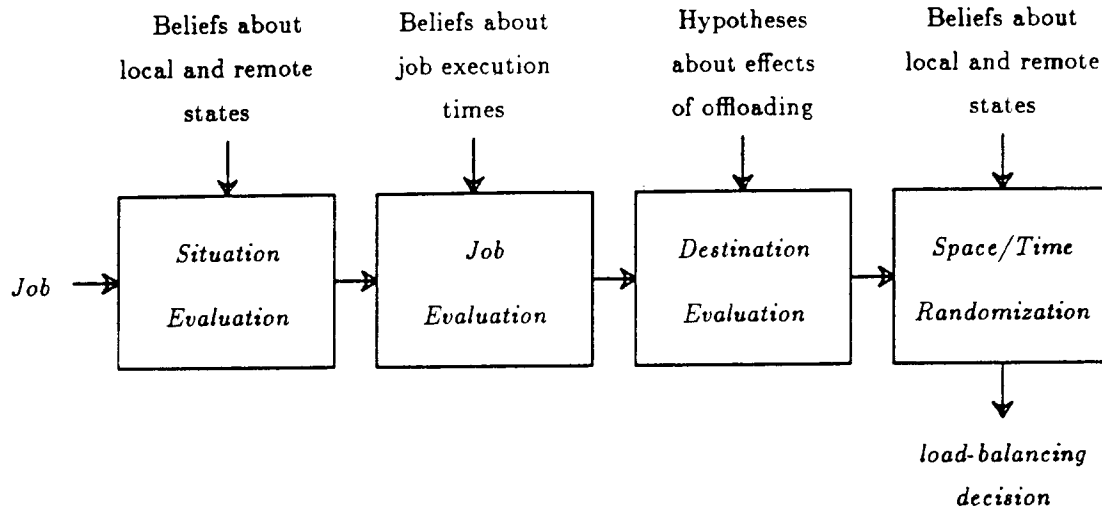 Beliefs about
local and remote
states
Beliefs about
job execution
times
Hypotheses
about effects
of offloading
Beliefs about
local and remote
states
Job
Situation
Evaluation
Job
Evaluation
Destination
Evaluation
Space/Time
Randomization
load-balancing
decision